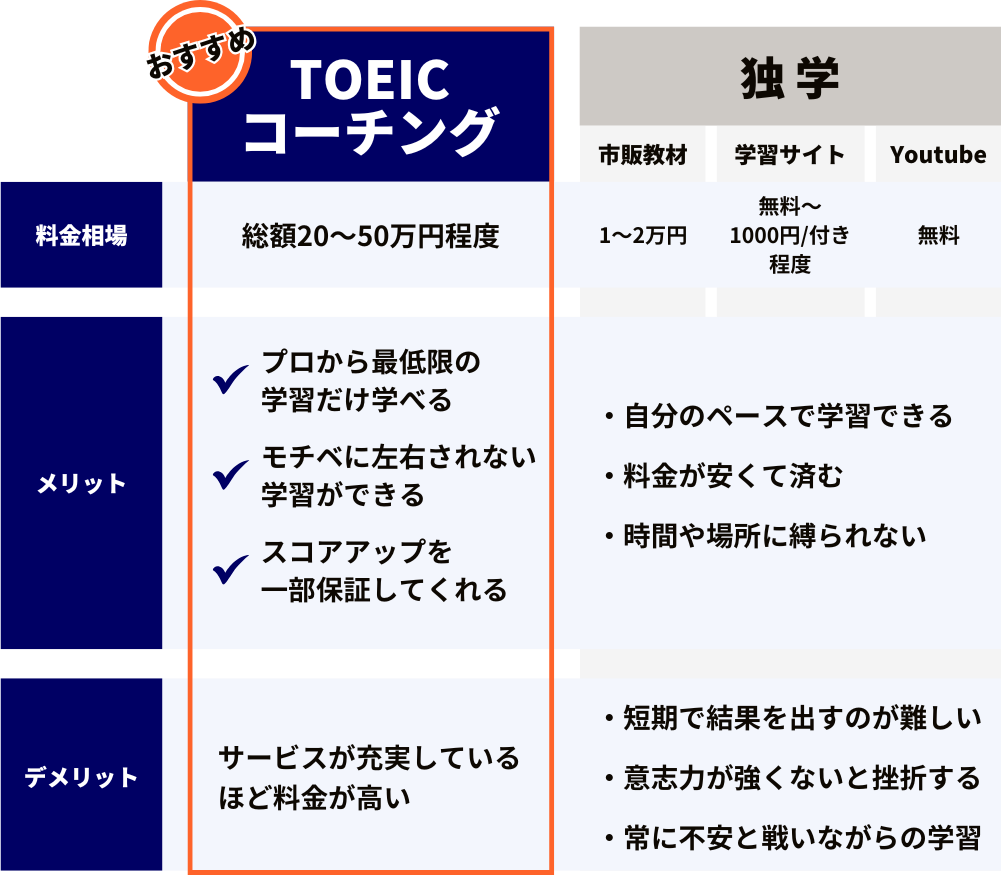 おすすめ
TOEIC
コーチング
独学
市販教材
学習サイト
Youtube
料金相場
総額20〜50万円程度
1〜2万円
無料〜
1000円/付き
程度
無料
メリット
プロから最低限の
学習だけ学べる
モチベに左右されない
学習ができる
スコアアップを
一部保証してくれる
・自分のペースで学習できる
・料金が安くて済む
・時間や場所に縛られない
デメリット
サービスが充実している
ほど料金が高い
・短期で結果を出すのが難しい
・意志力が強くないと挫折する
・常に不安と戦いながらの学習